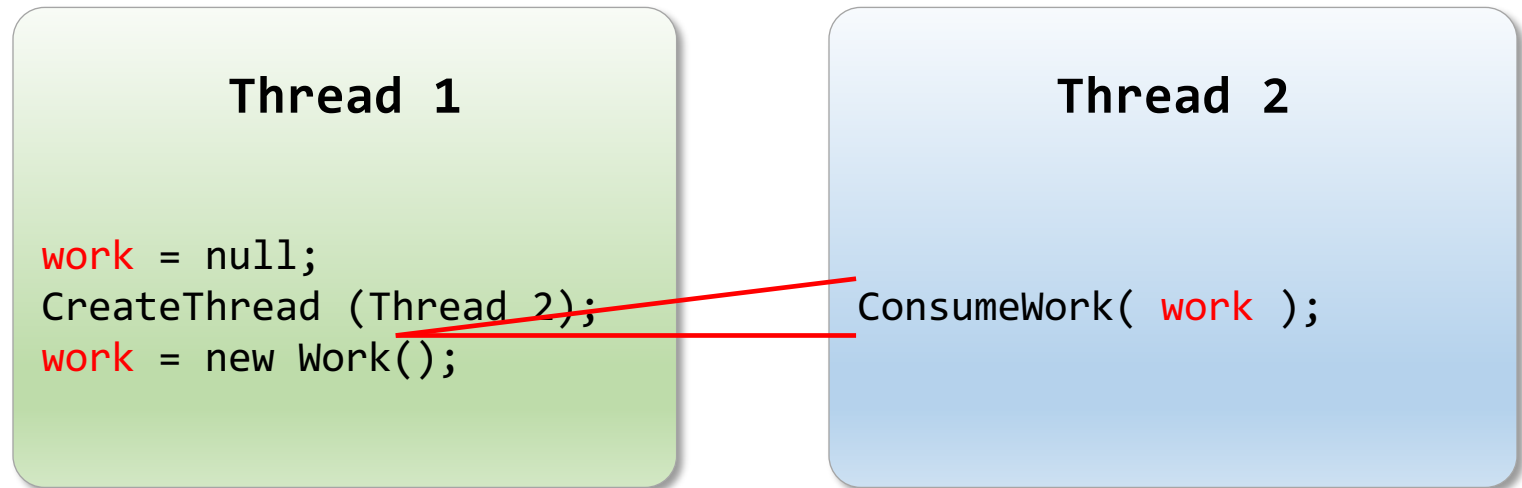 Thread 1
work = null;
CreateThread (Thread 2);
work = new Work();
Thread 2
ConsumeWork( work );